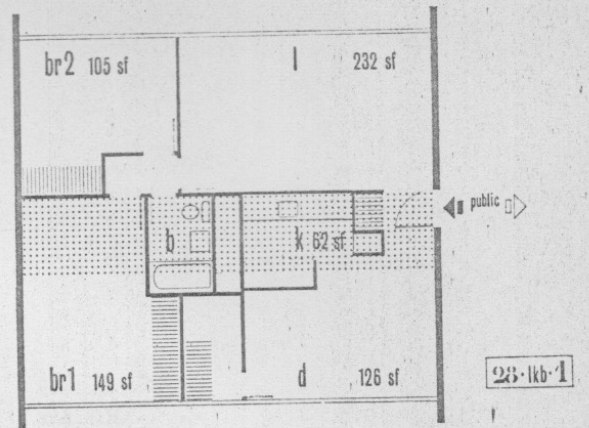 br2 105 sf
l 232 sf
public
b
k 62 sf
br1 149 sf
d 126 sf
28·lkb·1